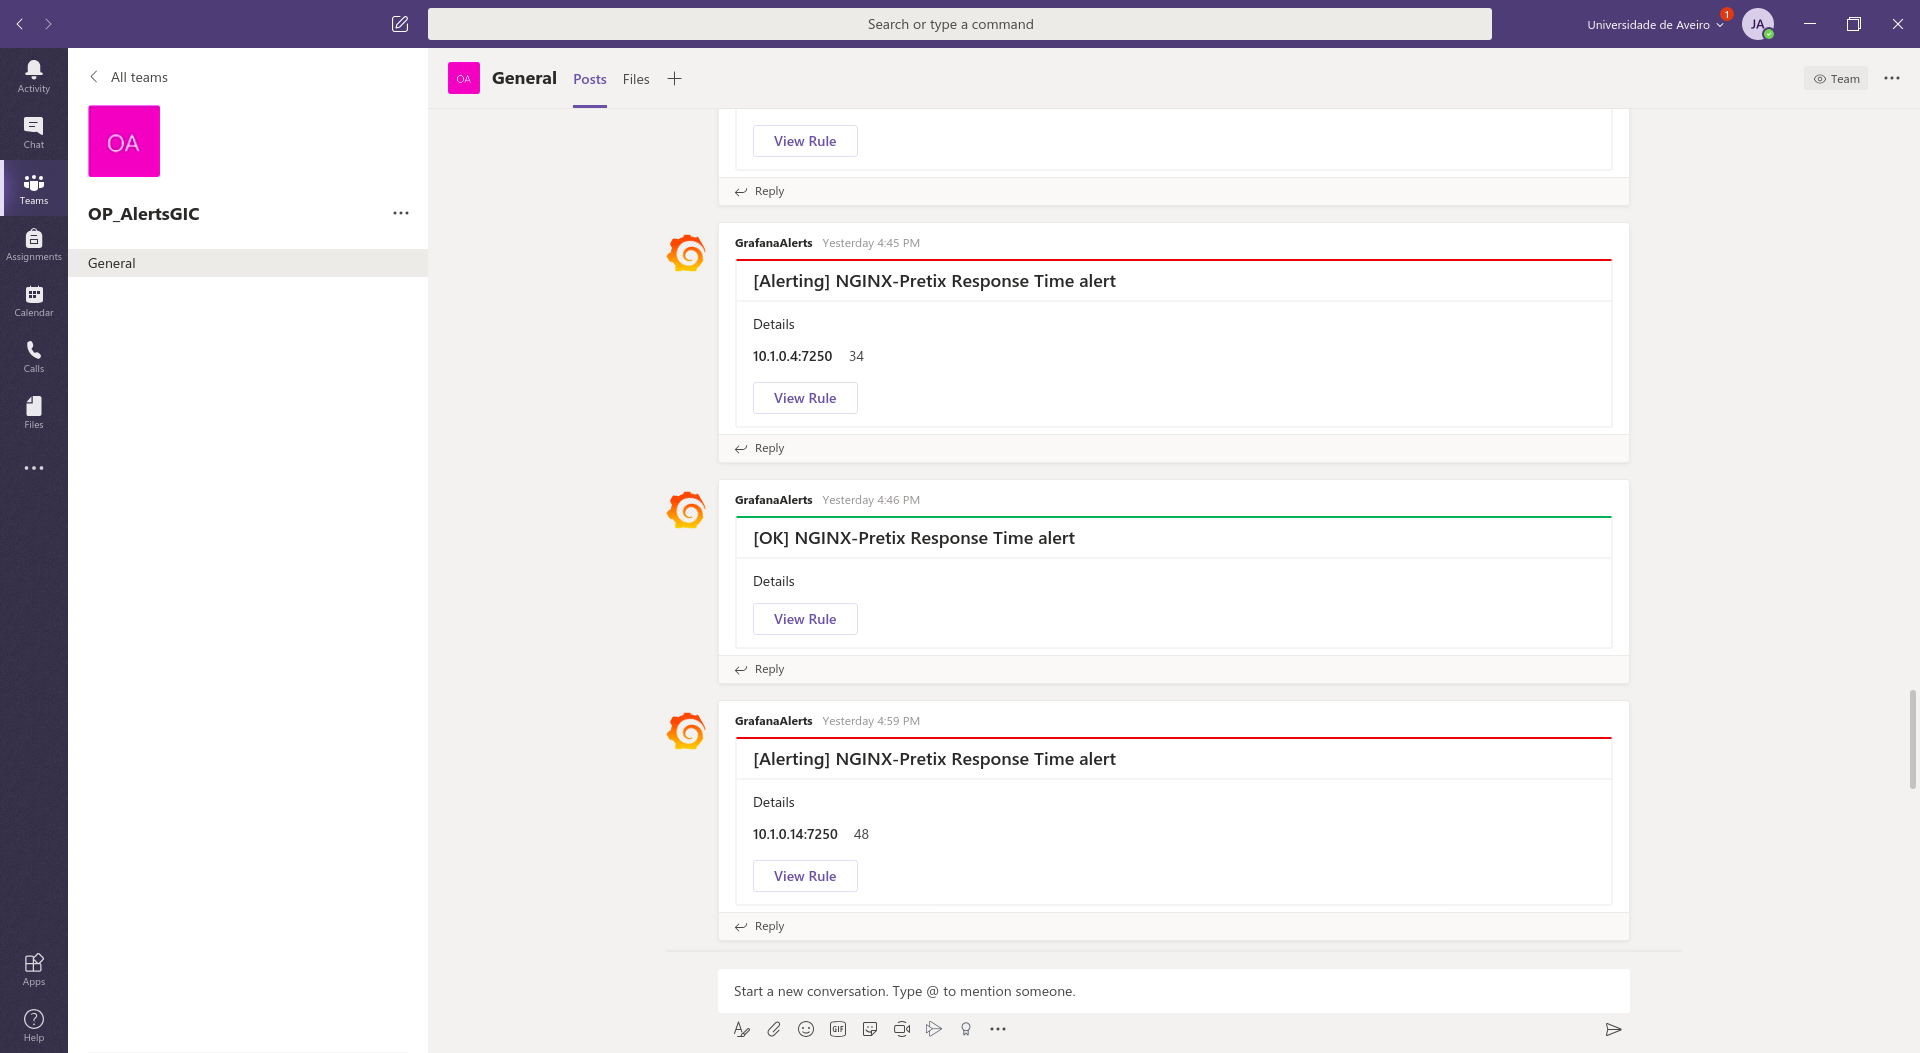 Search or type a command
Universidade de Aveiro
1
JA
Activity
Chat
Teams
Assignments
Calendar
Calls
Files
Apps
Help
All teams
OA
OP_AlertsGIC
General
OA
General
Posts
Files
Team
View Rule
Reply
GrafanaAlerts Yesterday 4:45 PM
[Alerting] NGINX-Pretix Response Time alert
Details
10.1.0.4:7250 34
View Rule
Reply
GrafanaAlerts Yesterday 4:46 PM
[OK] NGINX-Pretix Response Time alert
Details
View Rule
Reply
GrafanaAlerts Yesterday 4:59 PM
[Alerting] NGINX-Pretix Response Time alert
Details
10.1.0.14:7250 48
View Rule
Reply
Start a new conversation. Type @ to mention someone.
GIF